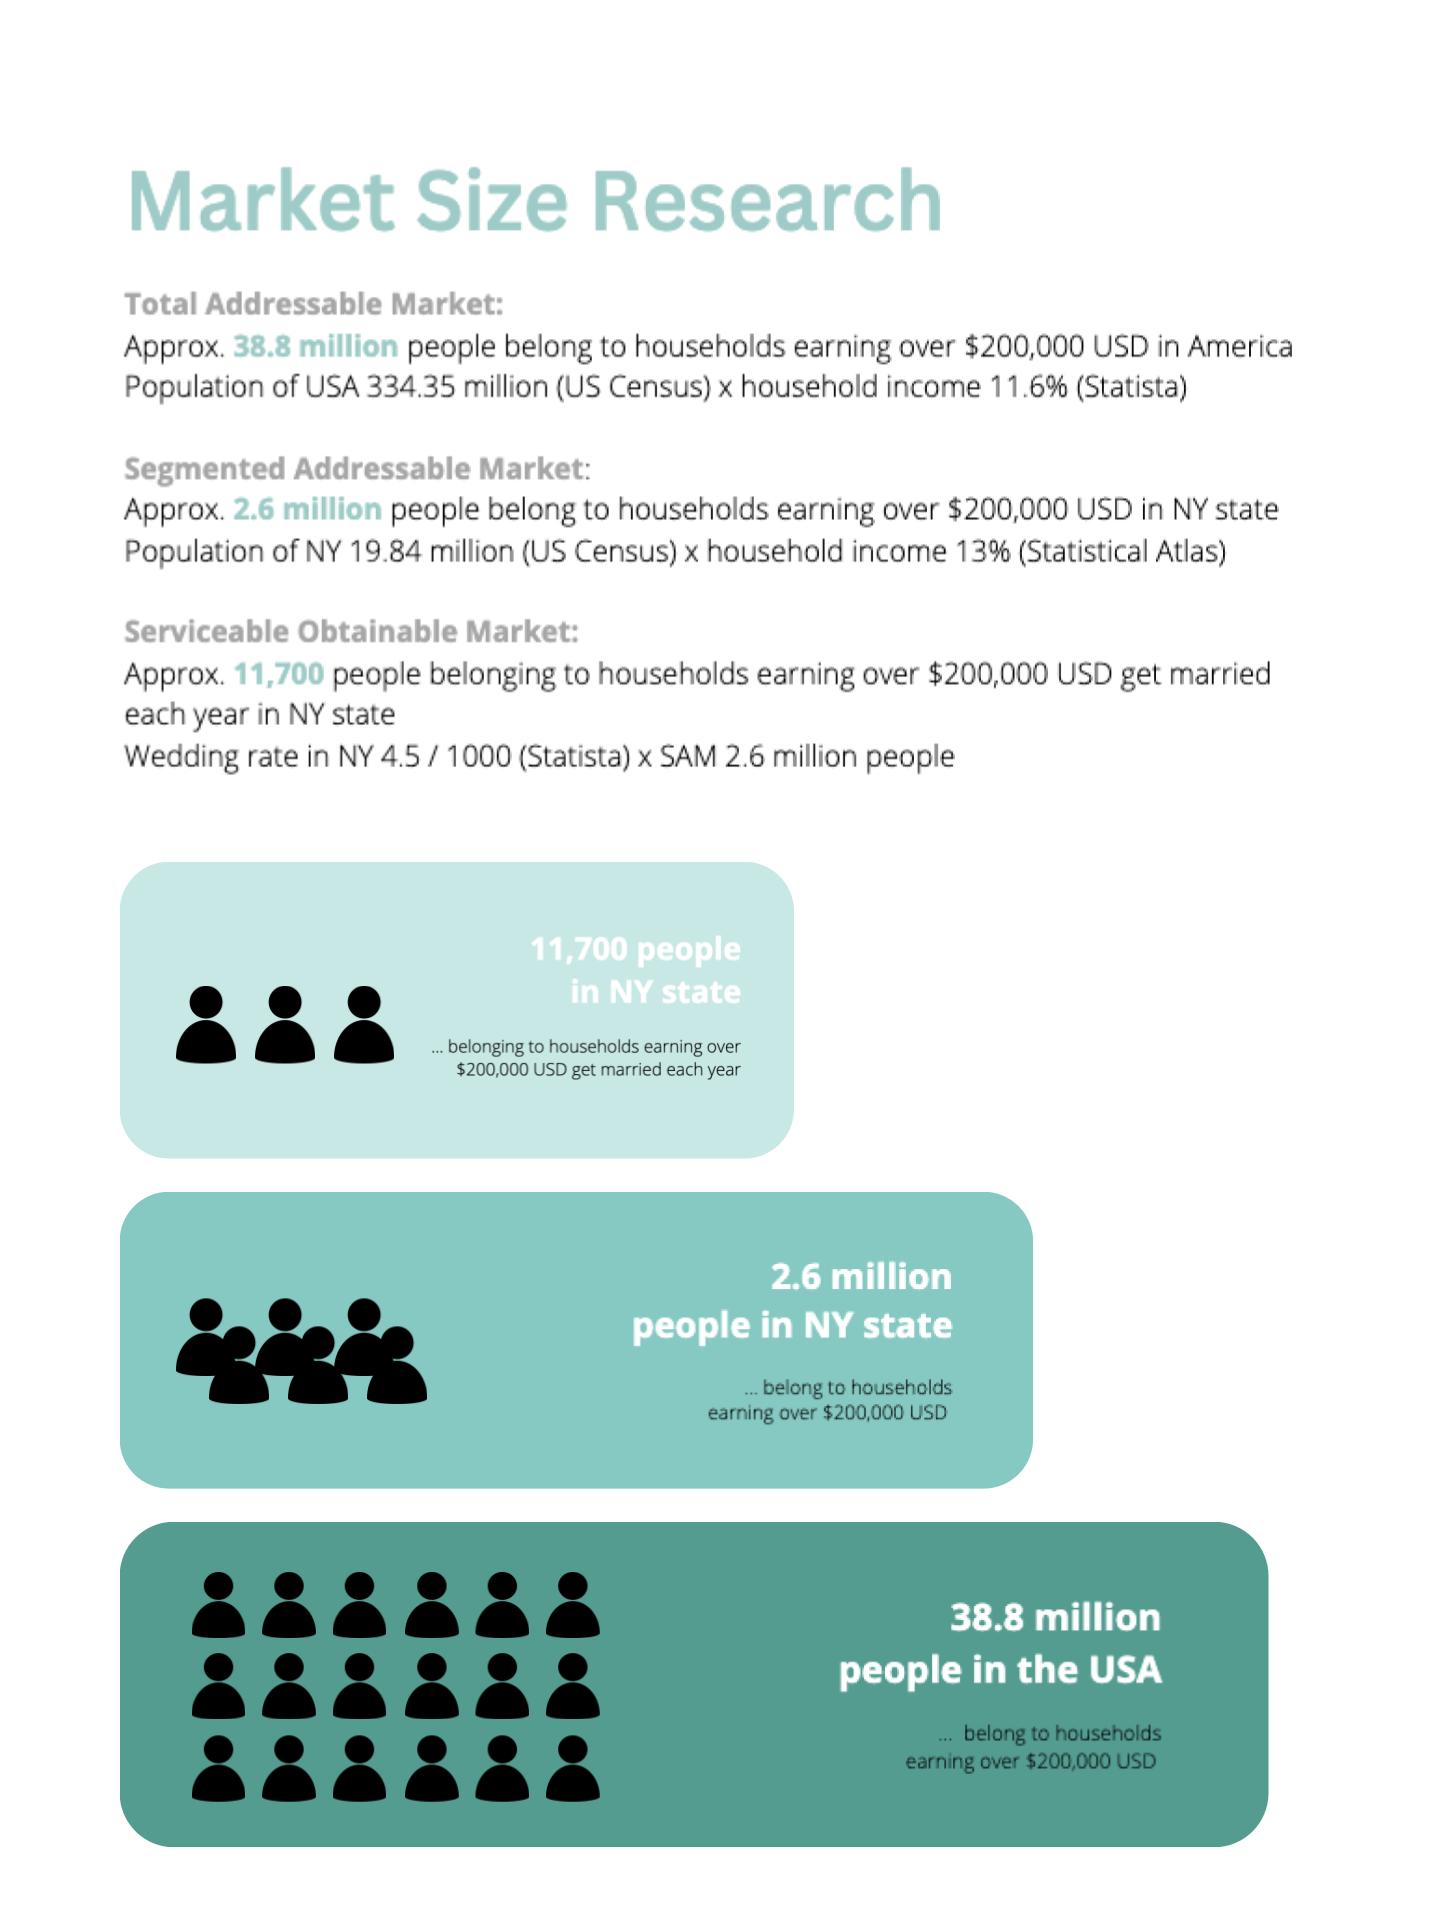 Market Size Research
Total Addressable Market:
Approx. 38.8 million people belong to households earning over $200,000 USD in America
Population of USA 334.35 million (US Census) x household income 11.6% (Statista)
Segmented Addressable Market:
Approx. 2.6 million people belong to households earning over $200,000 USD in NY state
Population of NY 19.84 million (US Census) x household income 13% (Statistical Atlas)
Serviceable Obtainable Market:
Approx. 11,700 people belonging to households earning over $200,000 USD get married
each year in NY state
Wedding rate in NY 4.5 / 1000 (Statista) x SAM 2.6 million people
11,700 people
in NY state
... belonging to households earning over
$200,000 USD get married each year
2.6 million
people in NY state
... belong to households
earning over $200,000 USD
38.8 million
people in the USA
... belong to households
earning over $200,000 USD